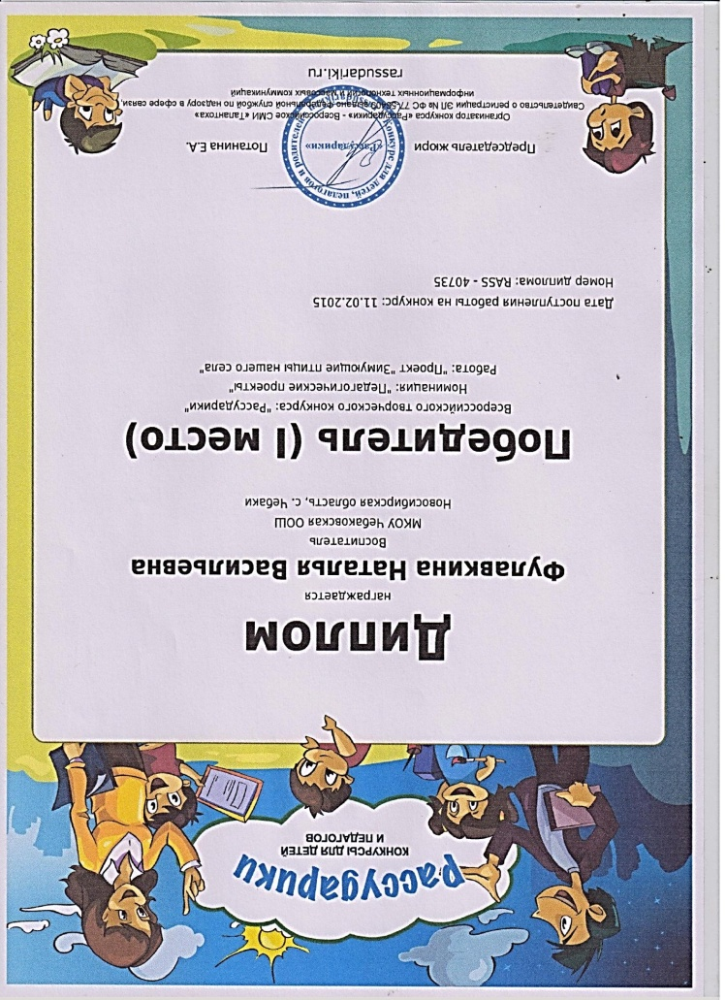 Рассударики
КОНКУРСЫ ДЛЯ ДЕТЕЙ
И ПЕДАГОГОВ
Диплом
награждается
Фулавкина Наталья Васильевна
Воспитатель
МКОУ Чебаковская ООШ
Новосибирская область, с. Чебаки
Победитель (I место)
Всероссийского творческого конкурса: "Рассударики"
Номинация: "Педагогические проекты"
Работа: "Проект "Зимующие птицы нашего села"
Дата поступления работы на конкурс: 11.02.2015
Номер диплома: RASS - 40735
Председатель жюри Потанина Е.А.
конкурс для детей, педагогов и родителей
«Рассударики»
Организатор конкурса «Рассударики» - Всероссийское СМИ «Талантоха»
Свидетельство о регистрации ЭЛ № ФС 77- выдано Федеральной службой по надзору в сфере связи,
информационных технологий и массовых коммуникаций
rassudariki.ru